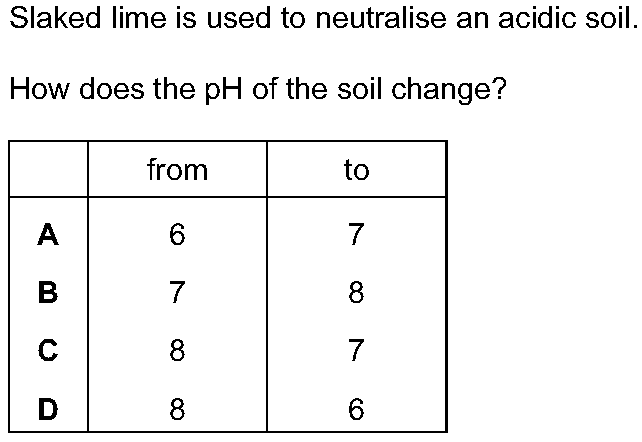 Slaked lime is used to neutralise an acidic soil.
How does the pH of the soil change?
from to
A 6 7
B 7 8
C 8 7
D 8 6